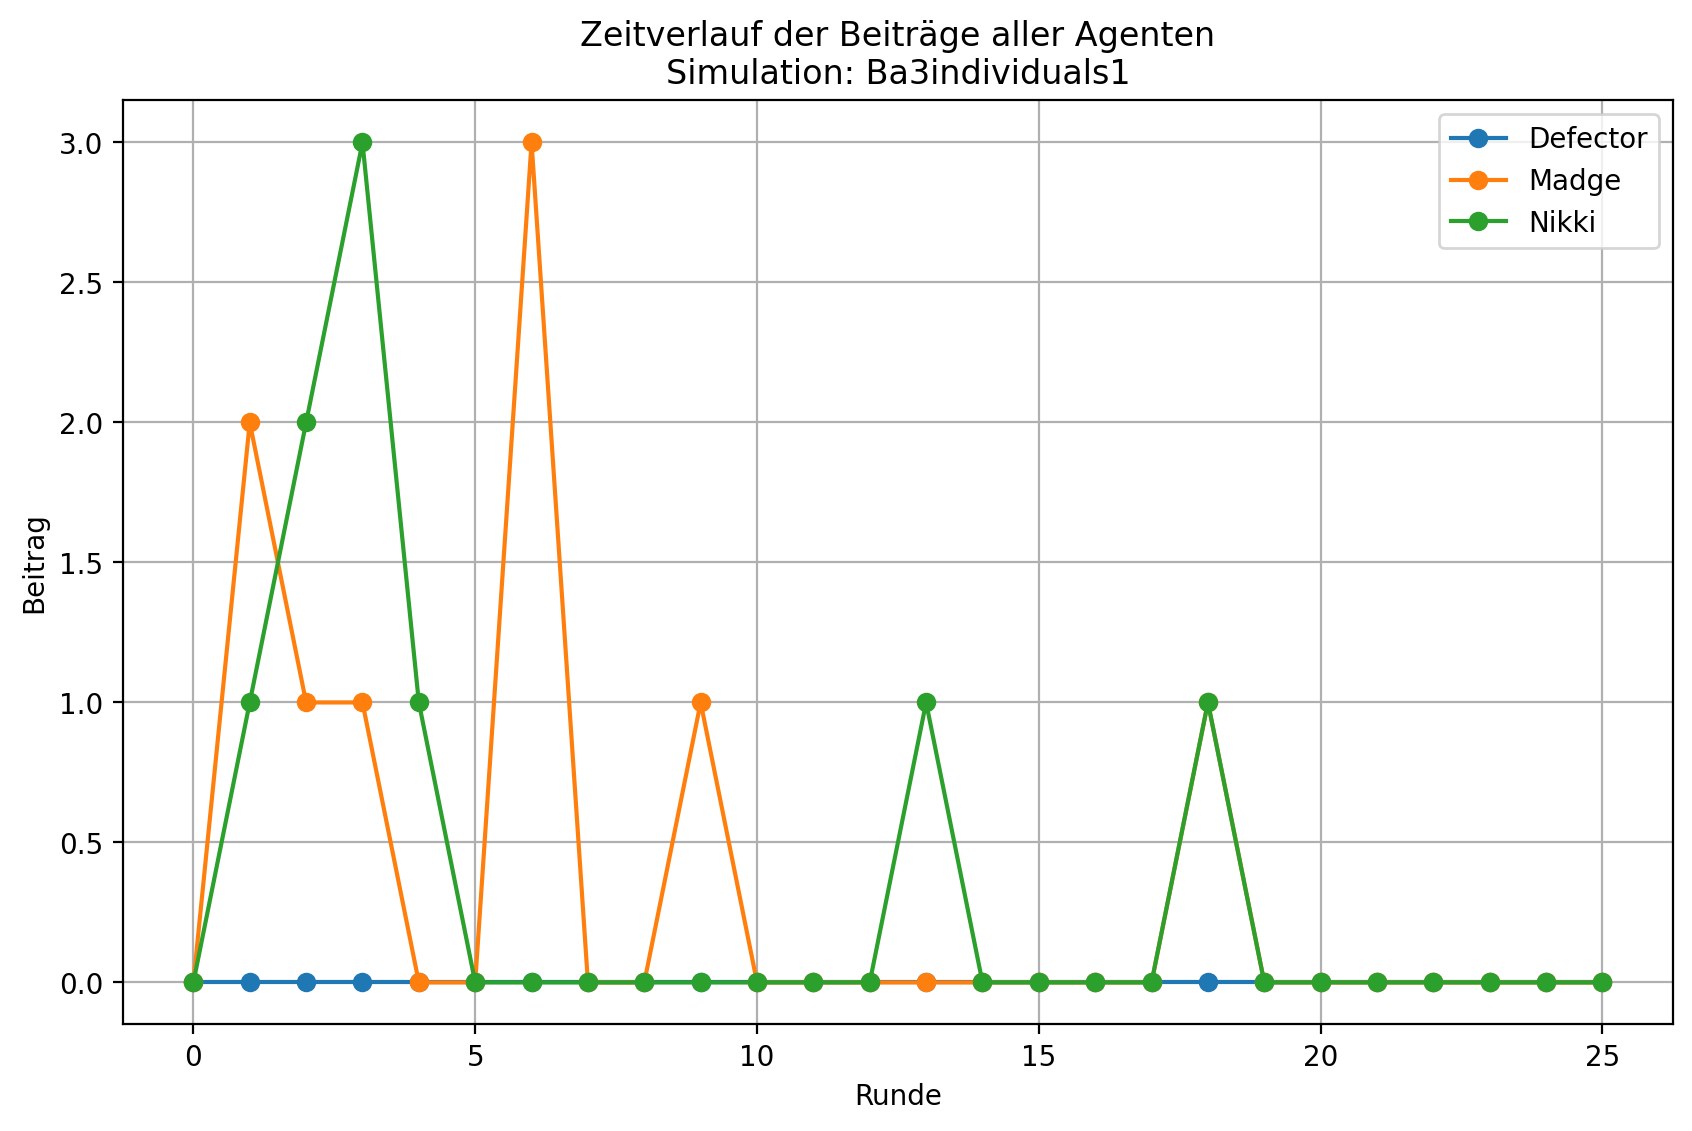 Zeitverlauf der Beiträge aller Agenten
Simulation: Ba3individuals1
Defector
Madge
Nikki
3.0
2.5
2.0
1.5
1.0
0.5
0.0
Beitrag
0 5 10 15 20 25
Runde